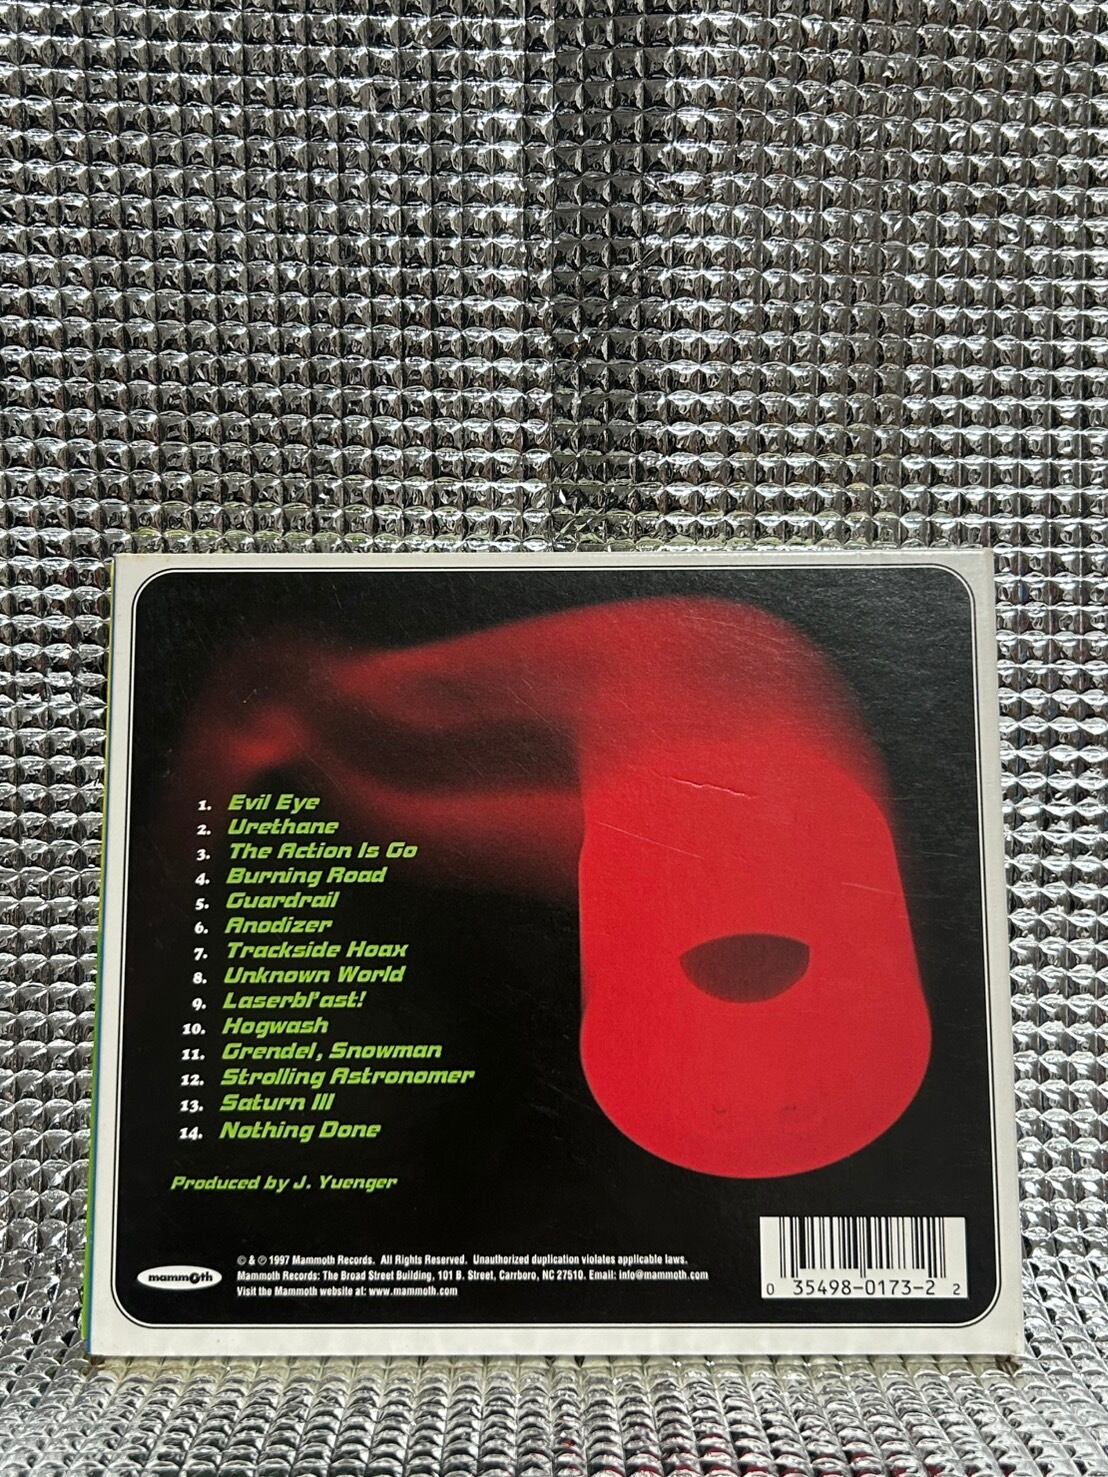 1. Evil Eye
2. Urethane
3. The Action Is Go
4. Burning Road
5. Guardrail
6. Anodizer
7. Trackside Hoax
8. Unknown World
9. Laserbl'ast!
10. Hogwash
11. Grendel, Snowman
12. Strolling Astronomer
13. Saturn III
14. Nothing Done
Produced by J. Yuenger
mammoth
© & ℗ 1997 Mammoth Records. All Rights Reserved. Unauthorized duplication violates applicable laws.
Mammoth Records: The Broad Street Building, 101 B. Street, Carrboro, NC 27510. Email: info@mammoth.com
Visit the Mammoth website at: www.mammoth.com
0 35498-0173-2 2